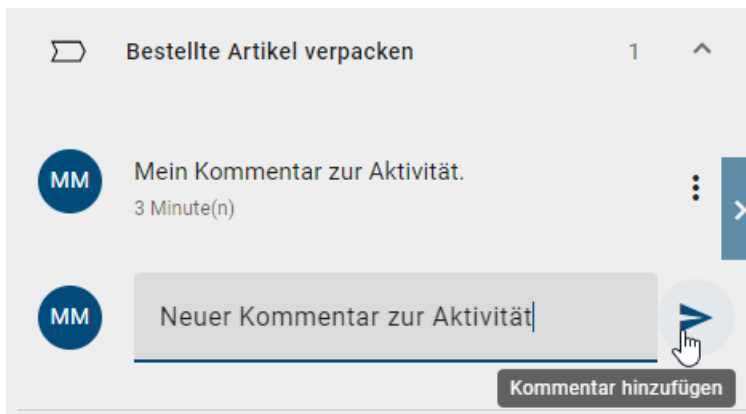 Bestellte Artikel verpacken 1
MM Mein Kommentar zur Aktivität.
3 Minute(n)
MM Neuer Kommentar zur Aktivität
Kommentar hinzufügen